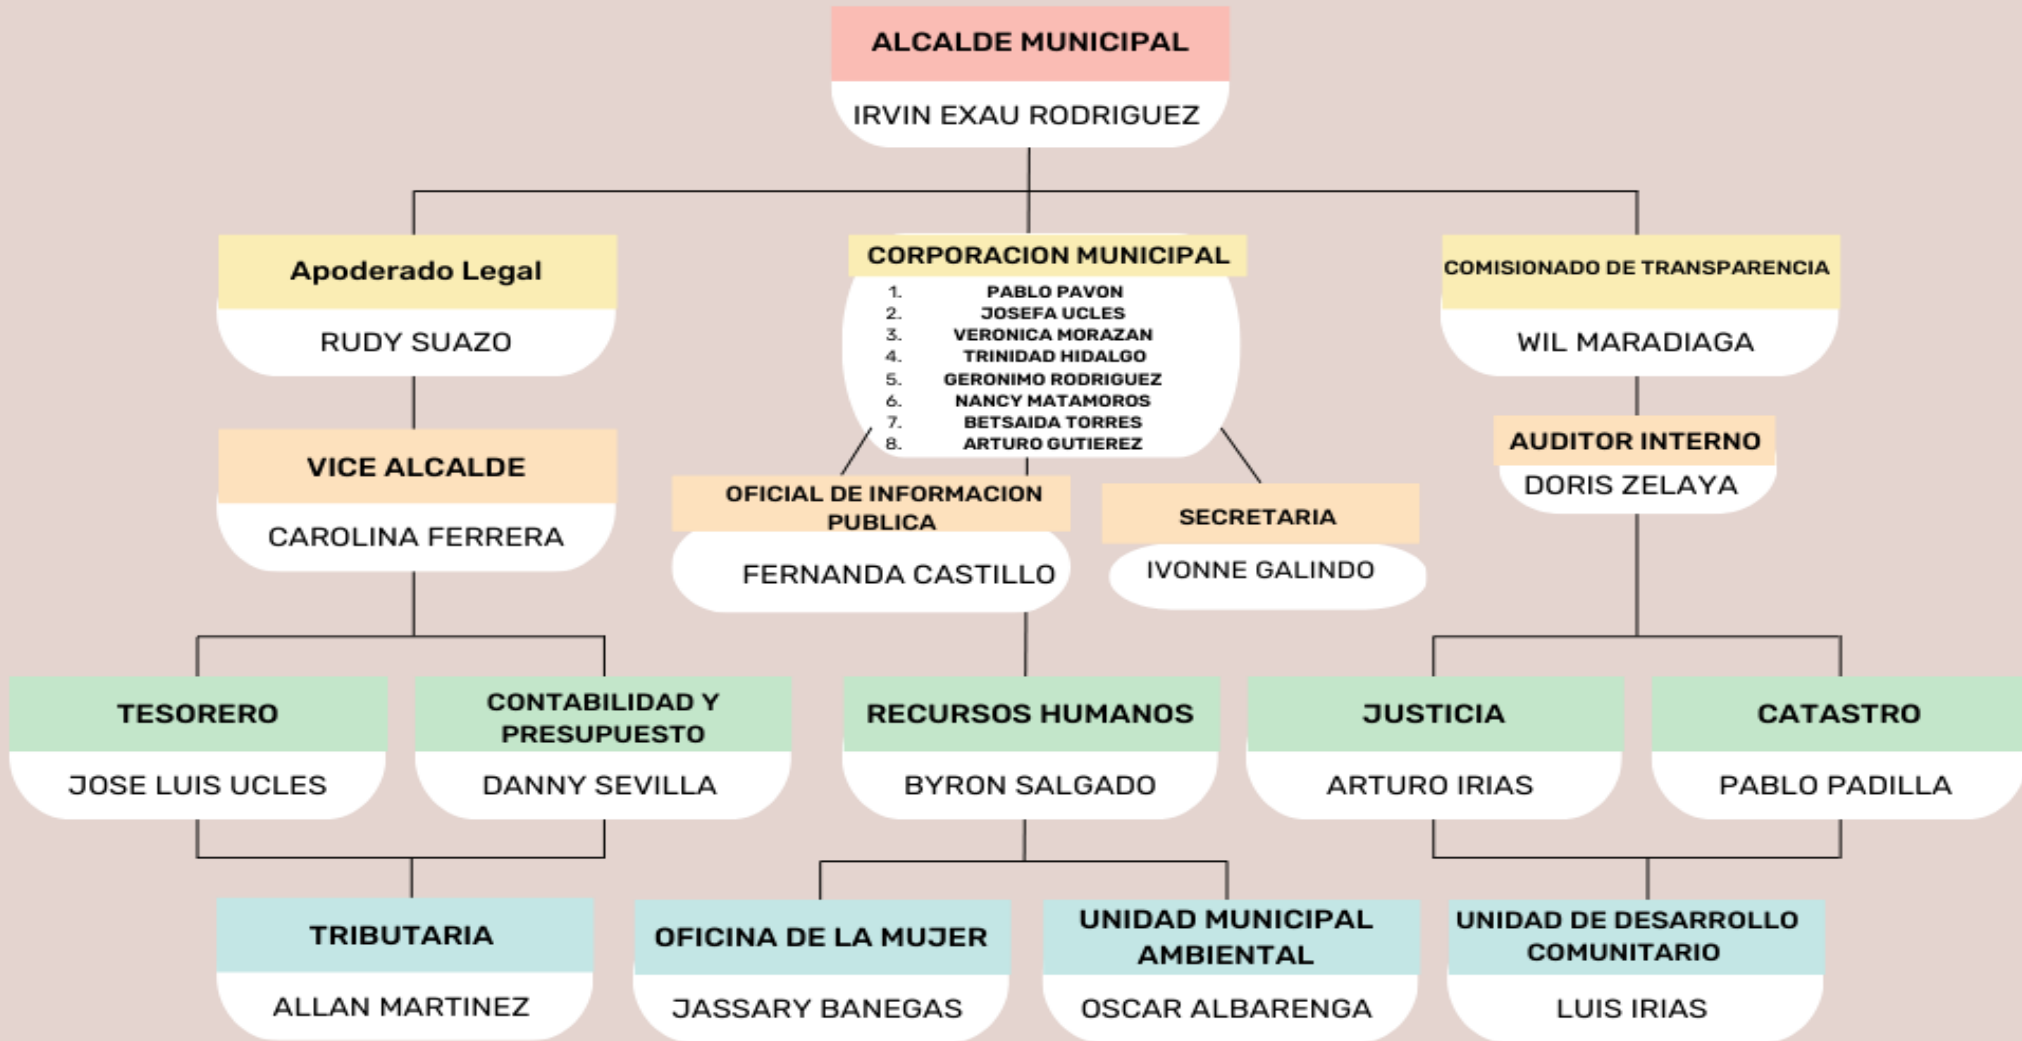 ALCALDE MUNICIPAL
IRVIN EXAU RODRIGUEZ
Apoderado Legal
RUDY SUAZO
CORPORACION MUNICIPAL
1. PABLO PAVON
2. JOSEFA UCLES
3. VERONICA MORAZAN
4. TRINIDAD HIDALGO
5. GERONIMO RODRIGUEZ
6. NANCY MATAMOROS
7. BETSAIDA TORRES
8. ARTURO GUTIEREZ
COMISIONADO DE TRANSPARENCIA
WIL MARADIAGA
VICE ALCALDE
CAROLINA FERRERA
OFICIAL DE INFORMACION
PUBLICA
FERNANDA CASTILLO
SECRETARIA
IVONNE GALINDO
AUDITOR INTERNO
DORIS ZELAYA
TESORERO
JOSE LUIS UCLES
CONTABILIDAD Y
PRESUPUESTO
DANNY SEVILLA
RECURSOS HUMANOS
BYRON SALGADO
JUSTICIA
ARTURO IRIAS
CATASTRO
PABLO PADILLA
TRIBUTARIA
ALLAN MARTINEZ
OFICINA DE LA MUJER
JASSARY BANEGAS
UNIDAD MUNICIPAL
AMBIENTAL
OSCAR ALBARENGA
UNIDAD DE DESARROLLO
COMUNITARIO
LUIS IRIAS